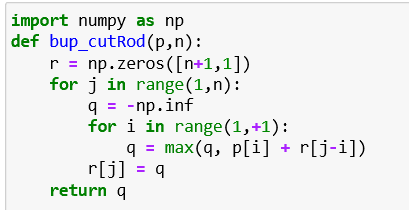 import numpy as np
def bup_cutRod(p,n):
    r = np.zeros([n+1,1])
    for j in range(1,n):
        q = -np.inf
        for i in range(1,+1):
            q = max(q, p[i] + r[j-i])
        r[j] = q
    return q